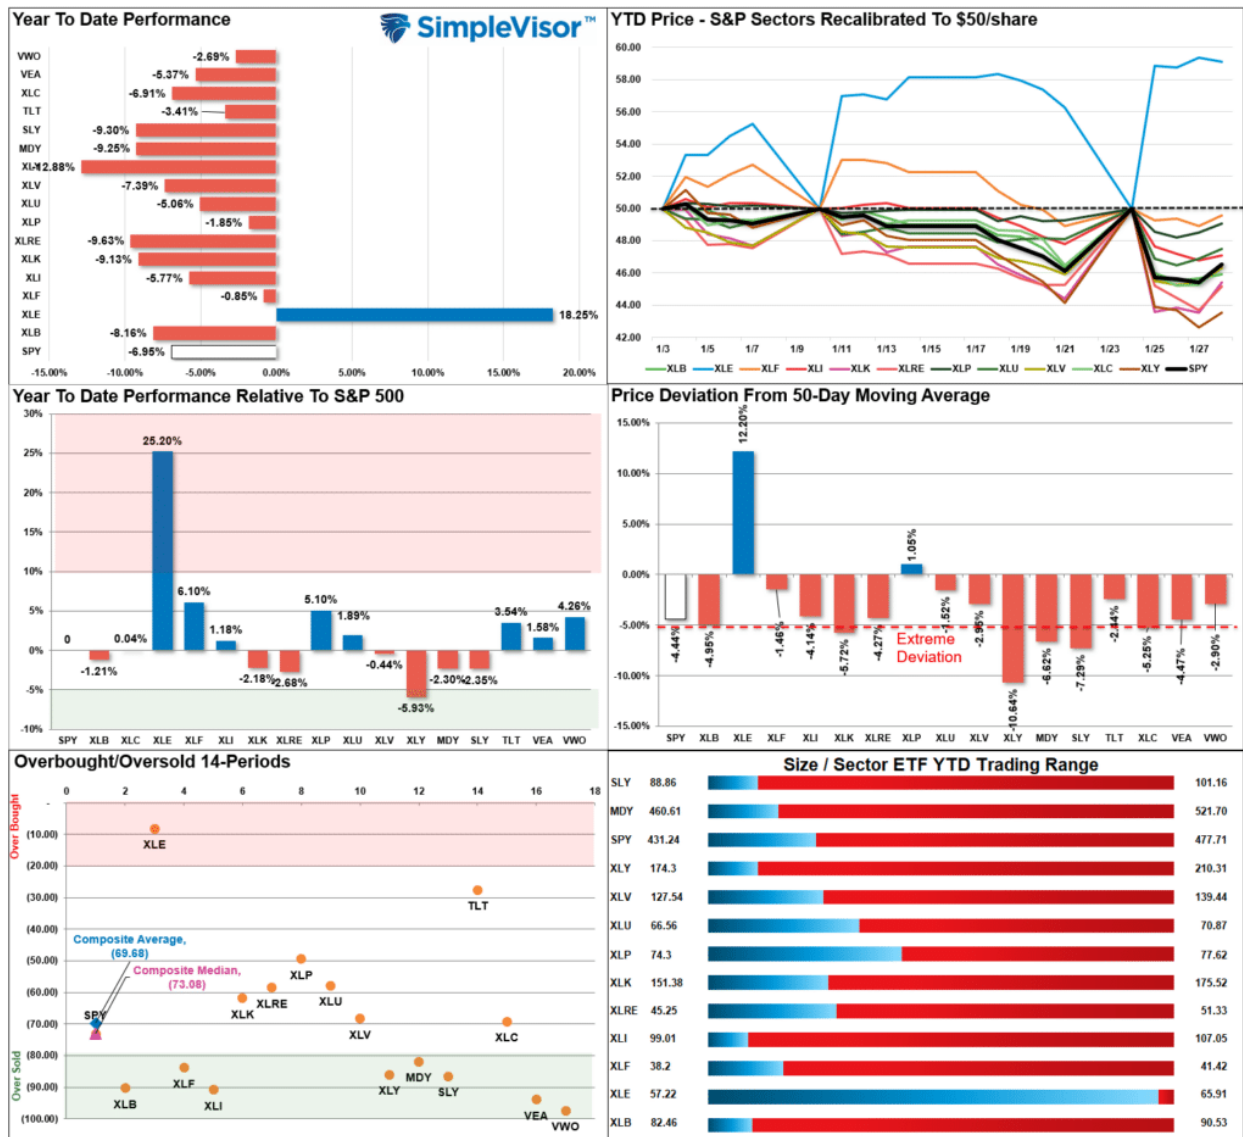 Year To Date Performance
SimpleVisor™
VWO -2.69%
VEA -5.37%
XLC -6.91%
TLT -3.41%
SLY -9.30%
MDY -9.25%
XLY -12.88%
XLV -7.39%
XLU -5.06%
XLP -1.85%
XLRE -9.63%
XLK -9.13%
XLI -5.77%
XLF -0.85%
XLE 18.25%
XLB -8.16%
SPY -6.95%
-15.00% -10.00% -5.00% 0.00% 5.00% 10.00% 15.00% 20.00%
YTD Price - S&P Sectors Recalibrated To $50/share
60.00
58.00
56.00
54.00
52.00
50.00
48.00
46.00
44.00
42.00
1/3 1/5 1/7 1/9 1/11 1/13 1/15 1/17 1/19 1/21 1/23 1/25 1/27
XLB XLE XLF XLI XLK XLRE XLP XLU XLV XLC XLY SPY
Year To Date Performance Relative To S&P 500
30%
25%
20%
15%
10%
5%
0%
-5%
-10%
0 -1.21% 0.04% 25.20% 6.10% 1.18% -2.18% -2.68% 5.10% 1.89% -0.44% -5.93% -2.30% -2.35% 3.54% 1.58% 4.26%
SPY XLB XLC XLE XLF XLI XLK XLRE XLP XLU XLV XLY MDY SLY TLT VEA VWO
Price Deviation From 50-Day Moving Average
15.00%
10.00%
5.00%
0.00%
-5.00%
-10.00%
-15.00%
-4.44% -4.95% 12.20% -1.46% -4.14% -5.72% -4.27% 1.05% -1.52% -2.95% -10.64% -6.62% -7.29% -2.44% -5.25% -4.47% -2.90%
Extreme
Deviation
SPY XLB XLE XLF XLI XLK XLRE XLP XLU XLV XLY MDY SLY TLT XLC VEA VWO
Overbought/Oversold 14-Periods
0 2 4 6 8 10 12 14 16 18
-
(10.00)
(20.00)
(30.00)
(40.00)
(50.00)
(60.00)
(70.00)
(80.00)
(90.00)
(100.00)
Over Bought
Over Sold
XLE
TLT
Composite Average,
(69.68)
Composite Median,
(73.08)
XLP
XLRE
XLU
XLK
SPY
XLV
XLC
XLF
MDY
XLY
SLY
XLB
XLI
VEA
VWO
Size / Sector ETF YTD Trading Range
SLY 88.86 101.16
MDY 460.61 521.70
SPY 431.24 477.71
XLY 174.3 210.31
XLV 127.54 139.44
XLU 66.56 70.87
XLP 74.3 77.62
XLK 151.38 175.52
XLRE 45.25 51.33
XLI 99.01 107.05
XLF 38.2 41.42
XLE 57.22 65.91
XLB 82.46 90.53